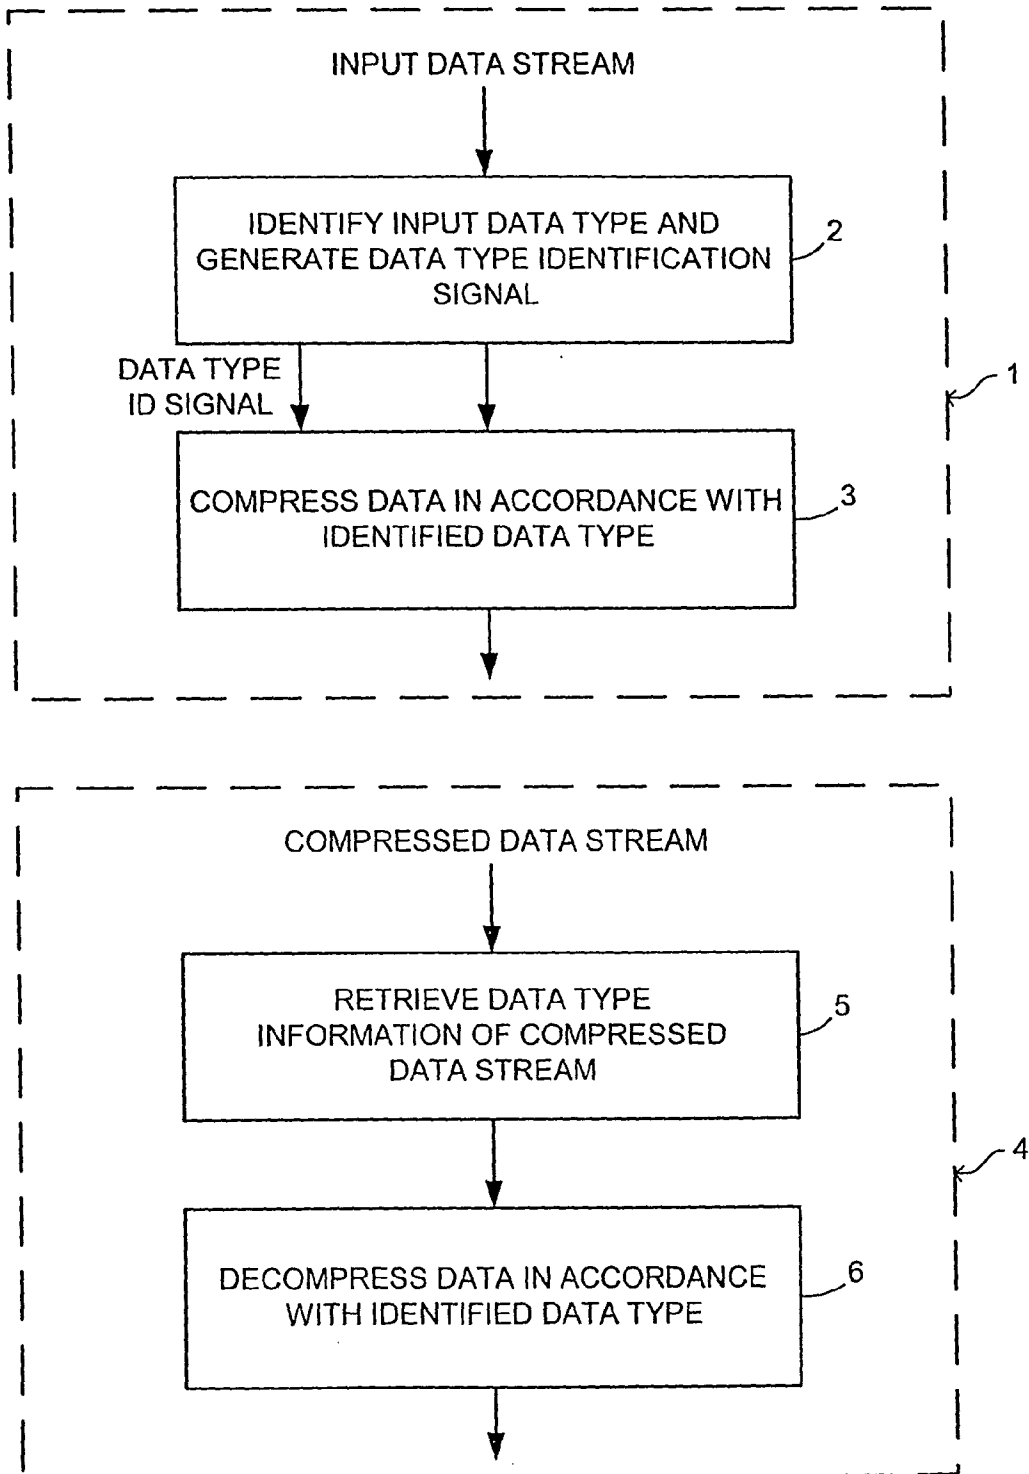 INPUT DATA STREAM
IDENTIFY INPUT DATA TYPE AND
GENERATE DATA TYPE IDENTIFICATION
SIGNAL
2
DATA TYPE
ID SIGNAL
1
COMPRESS DATA IN ACCORDANCE WITH
IDENTIFIED DATA TYPE
3
COMPRESSED DATA STREAM
RETRIEVE DATA TYPE
INFORMATION OF COMPRESSED
DATA STREAM
5
4
DECOMPRESS DATA IN ACCORDANCE
WITH IDENTIFIED DATA TYPE
6